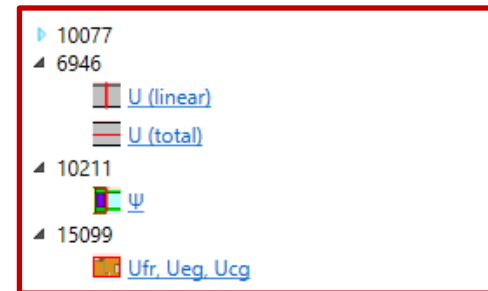 10077
6946
U (linear)
U (total)
10211
Ψ
15099
Ufr, Ueg, Ucg